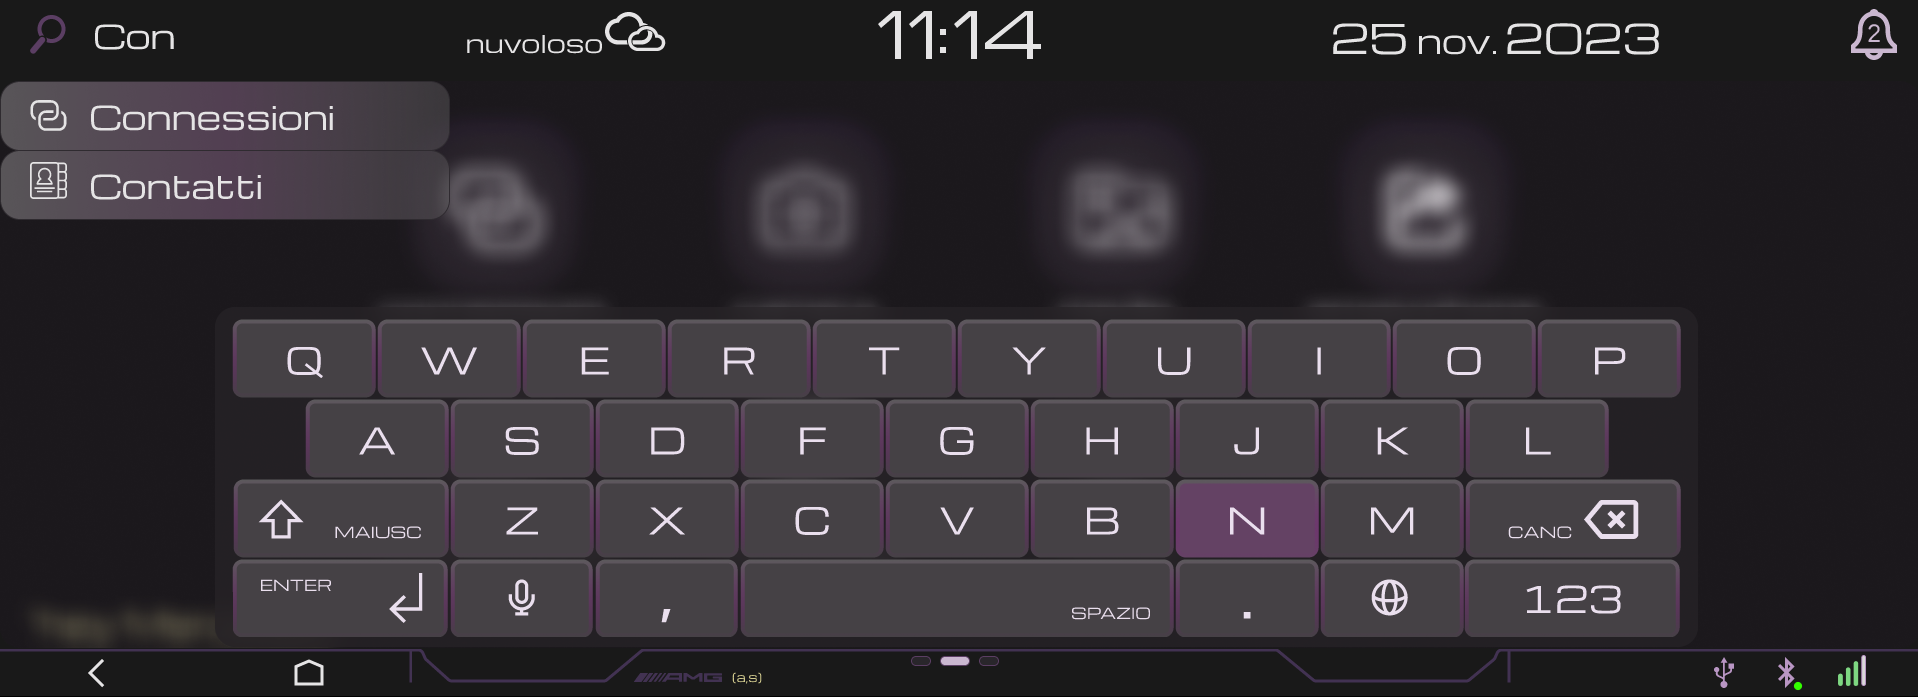 Con
nuvoloso
11:14
25 nov. 2023
2
Connessioni
Contatti
Q W E R T Y U I O P
A S D F G H J K L
MAIUSC Z X C V B N M CANC
ENTER , SPAZIO . 123
AMG (a,s)